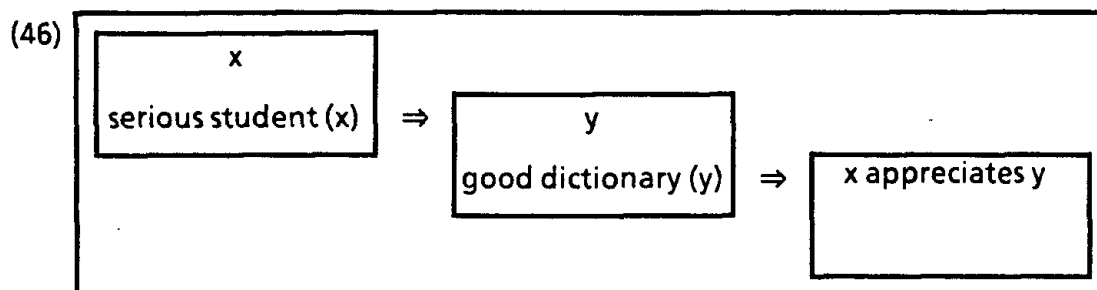 (46)
x
serious student (x) ⇒ y
good dictionary (y) ⇒ x appreciates y